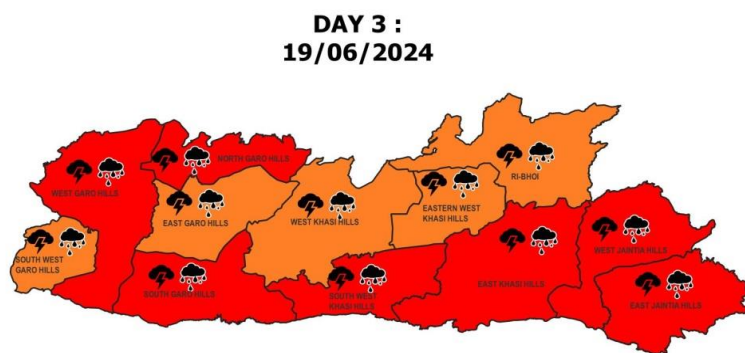 DAY 3 :
19/06/2024
NORTH GARO HILLS
WEST GARO HILLS
RI-BHOI
EAST GARO HILLS
WEST KHASI HILLS
EASTERN WEST
KHASI HILLS
SOUTH WEST
GARO HILLS
WEST JAINTIA HILLS
SOUTH GARO HILLS
SOUTH WEST
KHASI HILLS
EAST KHASI HILLS
EAST JAINTIA HILLS